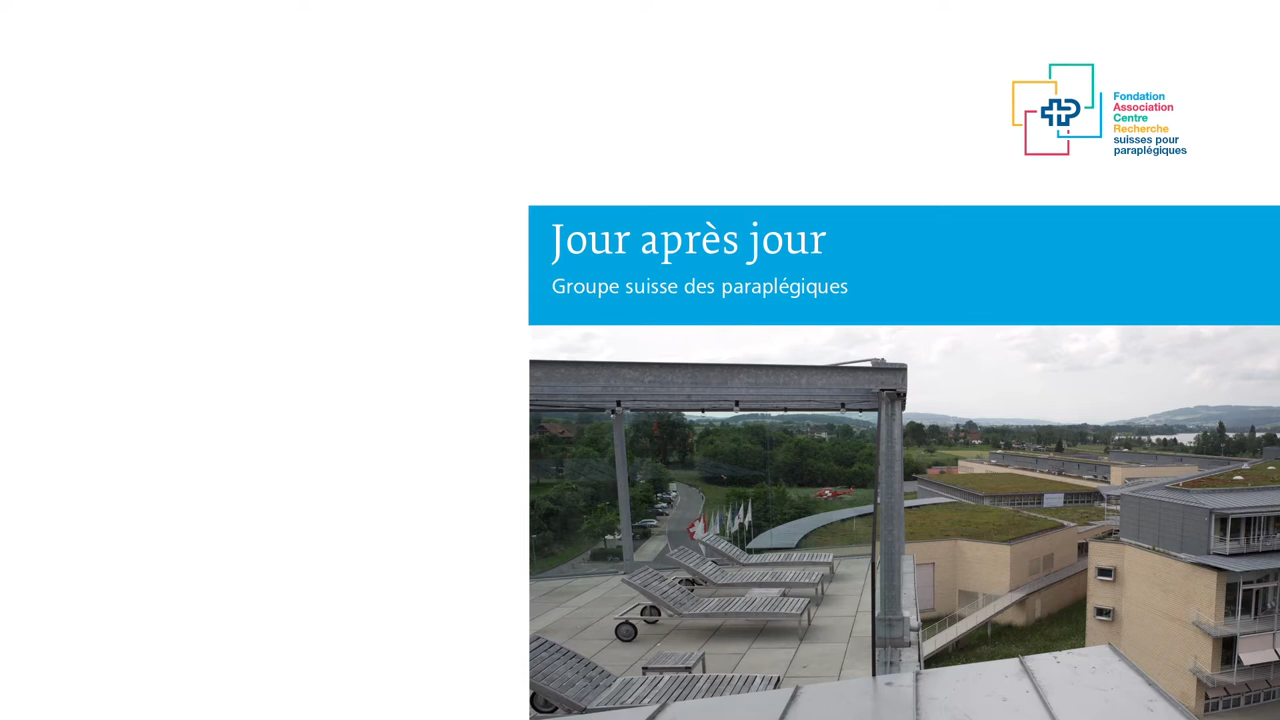 Fondation
Association
Centre
Recherche
suisses pour
paraplégiques
Jour après jour
Groupe suisse des paraplégiques